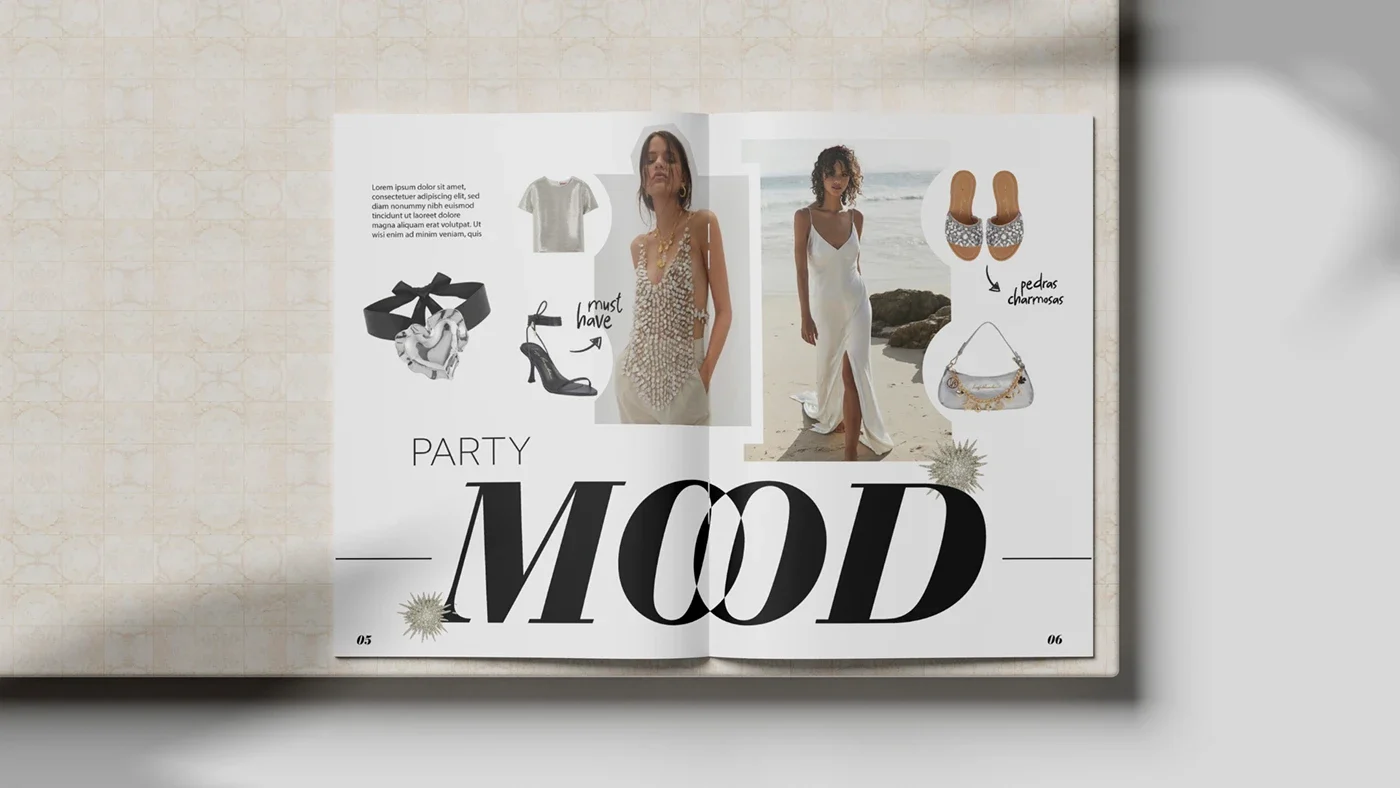 Lorem ipsum dolor sit amet,
consectetuer adipiscing elit, sed
diam nonummy nibh euismod
tincidunt ut laoreet dolore
magna aliquam erat volutpat. Ut
wisi enim ad minim veniam, quis
must
have
pedras
charmosas
PARTY
MOOD
05
06